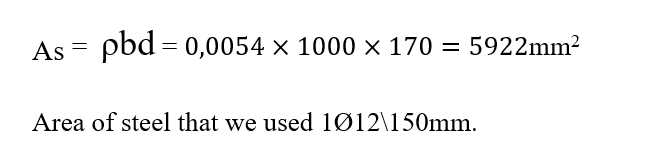 As = ρbd = 0,0054 × 1000 × 170 = 5922mm²
Area of steel that we used 1Ø12\150mm.